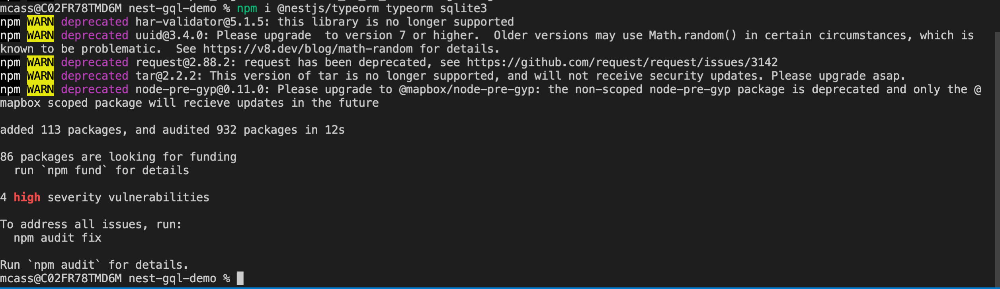 mcass@C02FR78TMD6M nest-gql-demo % npm i @nestjs/typeorm typeorm sqlite3
npm WARN deprecated har-validator@5.1.5: this library is no longer supported
npm WARN deprecated uuid@3.4.0: Please upgrade  to version 7 or higher.  Older versions may use Math.random() in certain circumstances, which is
known to be problematic.  See https://v8.dev/blog/math-random for details.
npm WARN deprecated request@2.88.2: request has been deprecated, see https://github.com/request/request/issues/3142
npm WARN deprecated tar@2.2.2: This version of tar is no longer supported, and will not receive security updates. Please upgrade asap.
npm WARN deprecated node-pre-gyp@0.11.0: Please upgrade to @mapbox/node-pre-gyp: the non-scoped node-pre-gyp package is deprecated and only the @
mapbox scoped package will recieve updates in the future
added 113 packages, and audited 932 packages in 12s
86 packages are looking for funding
  run `npm fund` for details
4 high severity vulnerabilities
To address all issues, run:
  npm audit fix
Run `npm audit` for details.
mcass@C02FR78TMD6M nest-gql-demo %